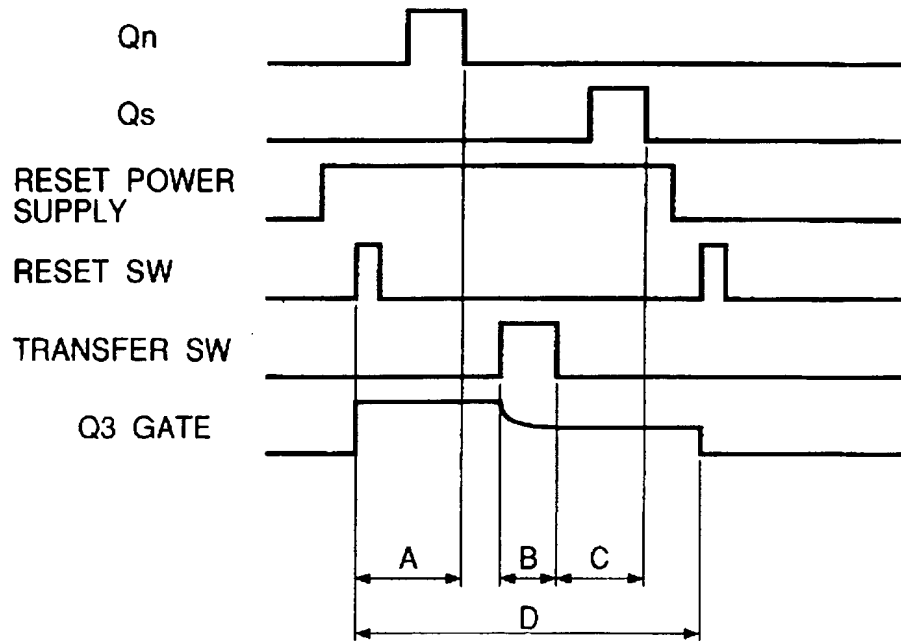 Qn
Qs
RESET POWER
SUPPLY
RESET SW
TRANSFER SW
Q3 GATE
A
B
C
D